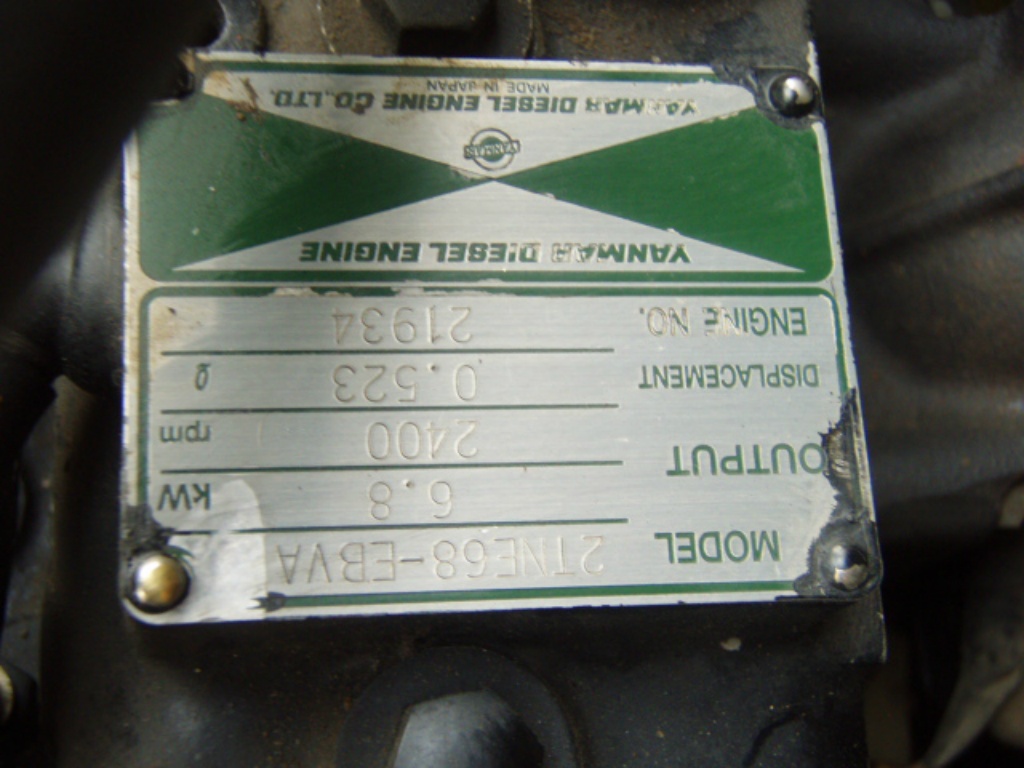 MODEL 2TNE68-EBVA
OUTPUT 6.8 kW
2400 rpm
DISPLACEMENT 0.523 ℓ
ENGINE NO. 21934
YANMAR DIESEL ENGINE
YANMAR
MADE IN JAPAN
YANMAR DIESEL ENGINE CO.,LTD.